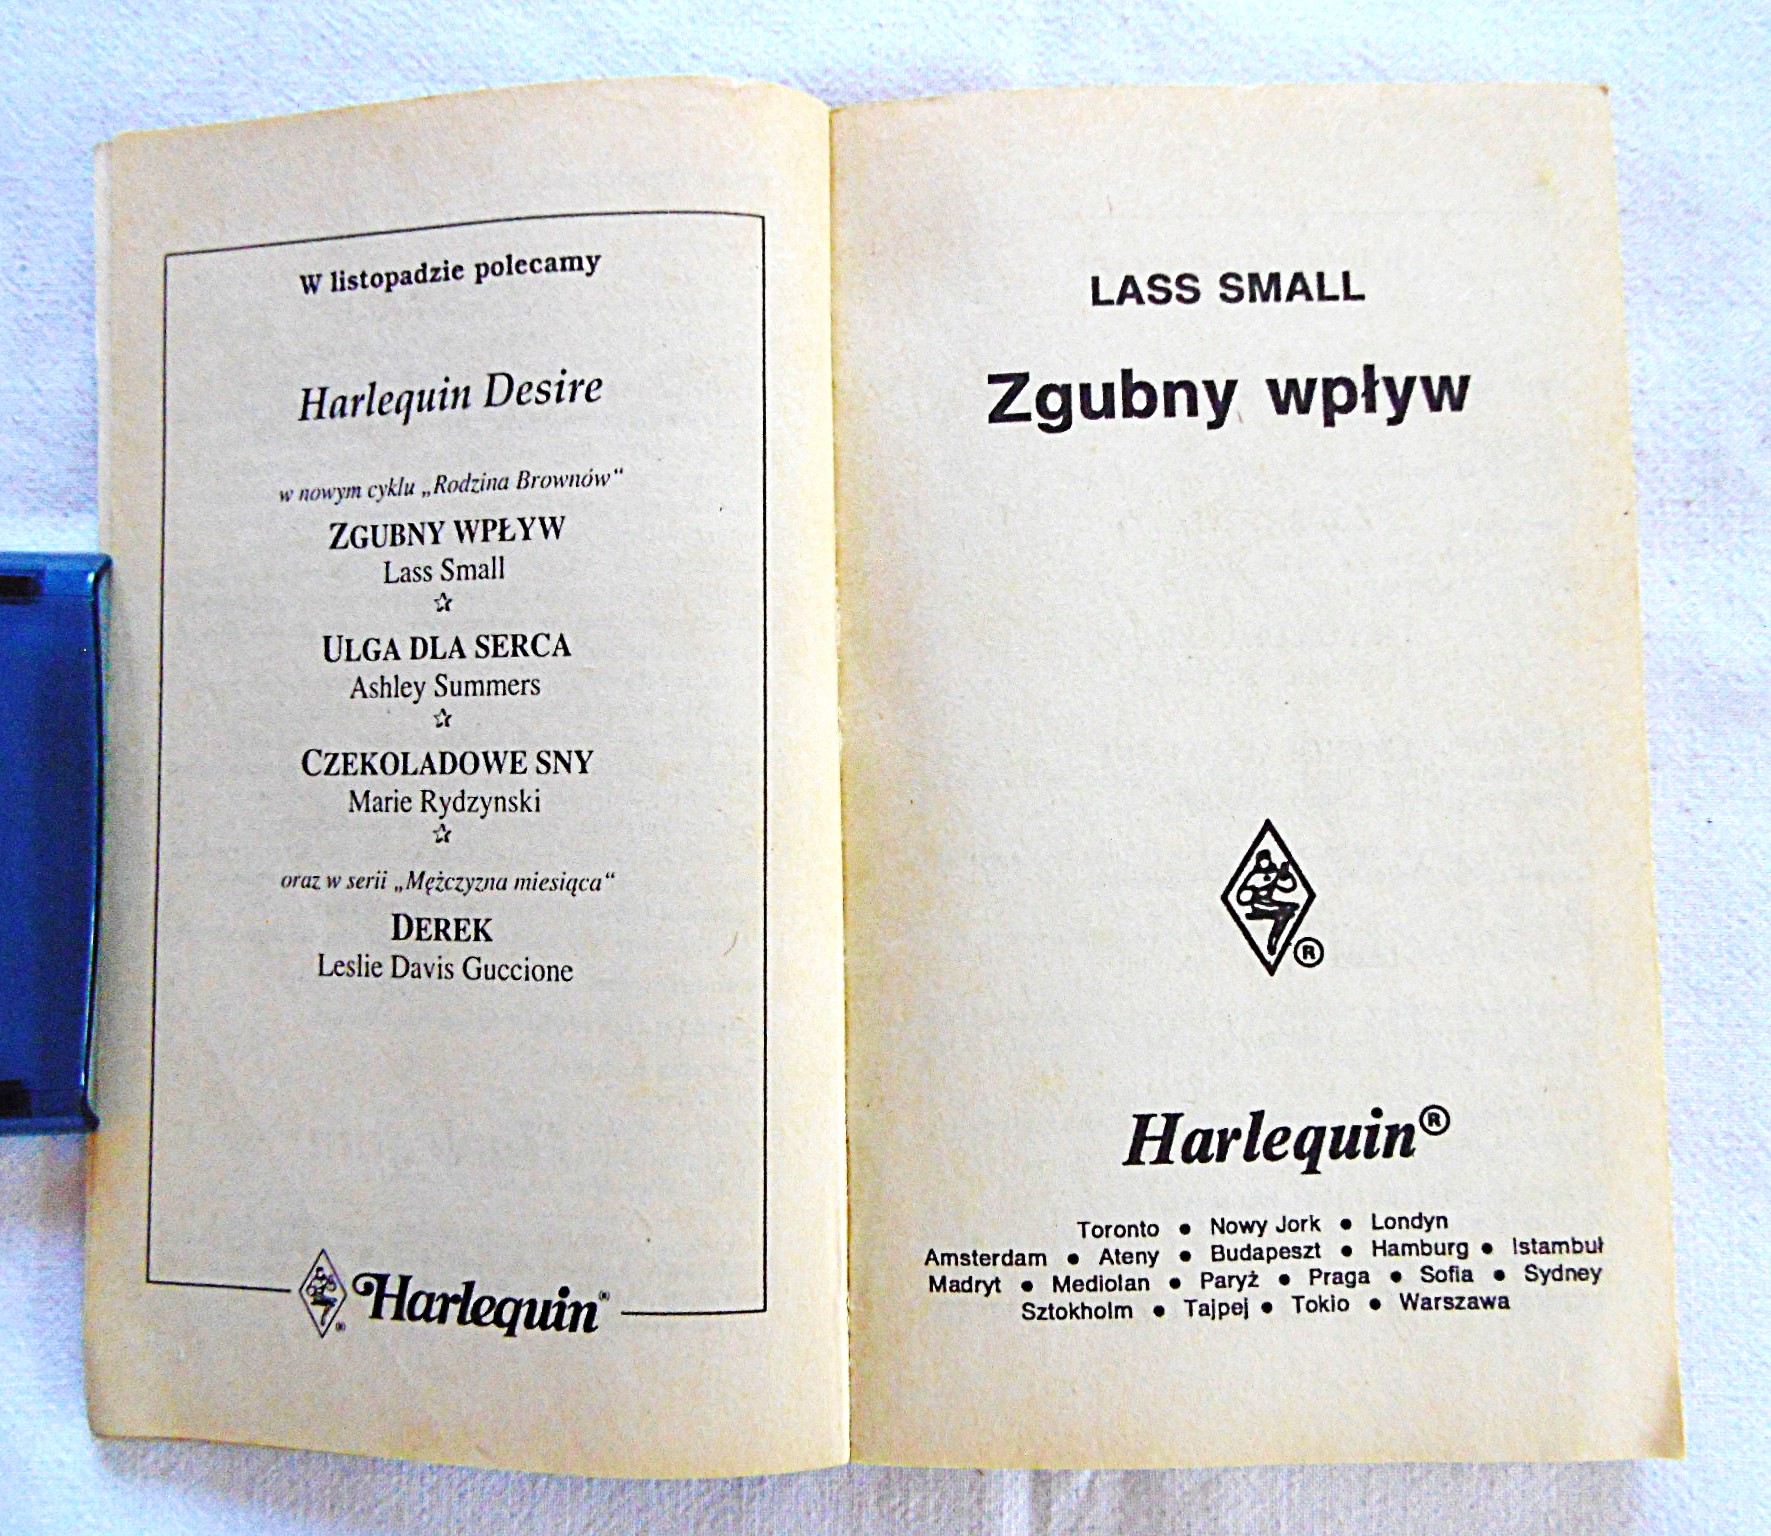 W listopadzie polecamy
Harlequin Desire
w nowym cyklu „Rodzina Brownów“
ZGUBNY WPŁYW
Lass Small
ULGA DLA SERCA
Ashley Summers
CZEKOLADOWE SNY
Marie Rydzynski
oraz w serii „Mężczyzna miesiąca“
DEREK
Leslie Davis Guccione
Harlequin®
LASS SMALL
Zgubny wpływ
®
Harlequin®
Toronto • Nowy Jork • Londyn
Amsterdam • Ateny • Budapeszt • Hamburg • Istambuł
Madryt • Mediolan • Paryż • Praga • Sofia • Sydney
Sztokholm • Tajpej • Tokio • Warszawa